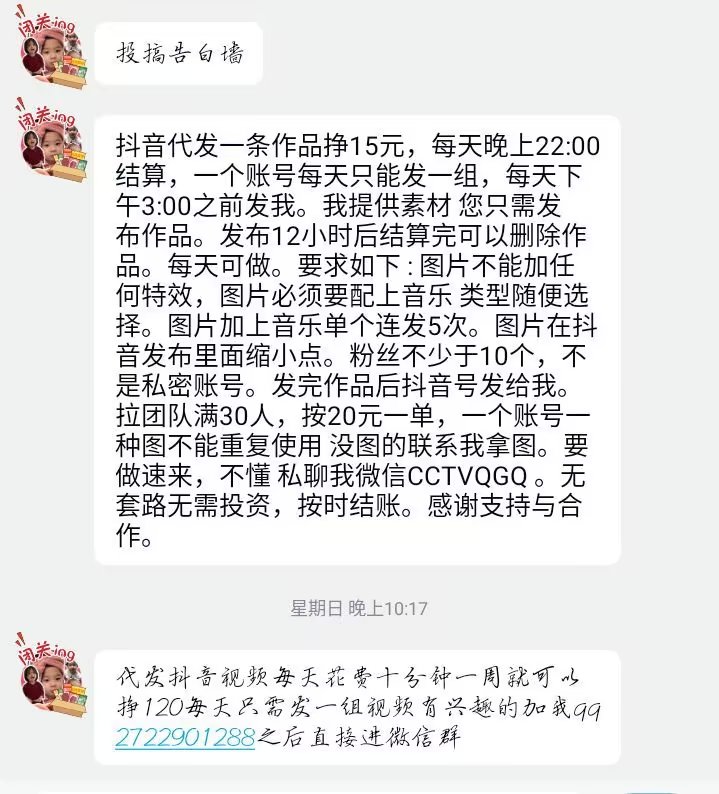 闭关ing
投搞告白墙
闭关ing
抖音代发一条作品挣15元，每天晚上22:00
结算，一个账号每天只能发一组，每天下
午3:00之前发我。我提供素材 您只需发
布作品。发布12小时后结算完可以删除作
品。每天可做。要求如下 : 图片不能加任
何特效，图片必须要配上音乐 类型随便选
择。图片加上音乐单个连发5次。图片在抖
音发布里面缩小点。粉丝不少于10个，不
是私密账号。发完作品后抖音号发给我。
拉团队满30人，按20元一单，一个账号一
种图不能重复使用 没图的联系我拿图。要
做速来，不懂 私聊我微信CCTVQGQ 。无
套路无需投资，按时结账。感谢支持与合
作。
星期日 晚上10:17
闭关ing
代发抖音视频每天花费十分钟一周就可以
挣120每天只需发一组视频有兴趣的加我qq
2722901288之后直接进微信群